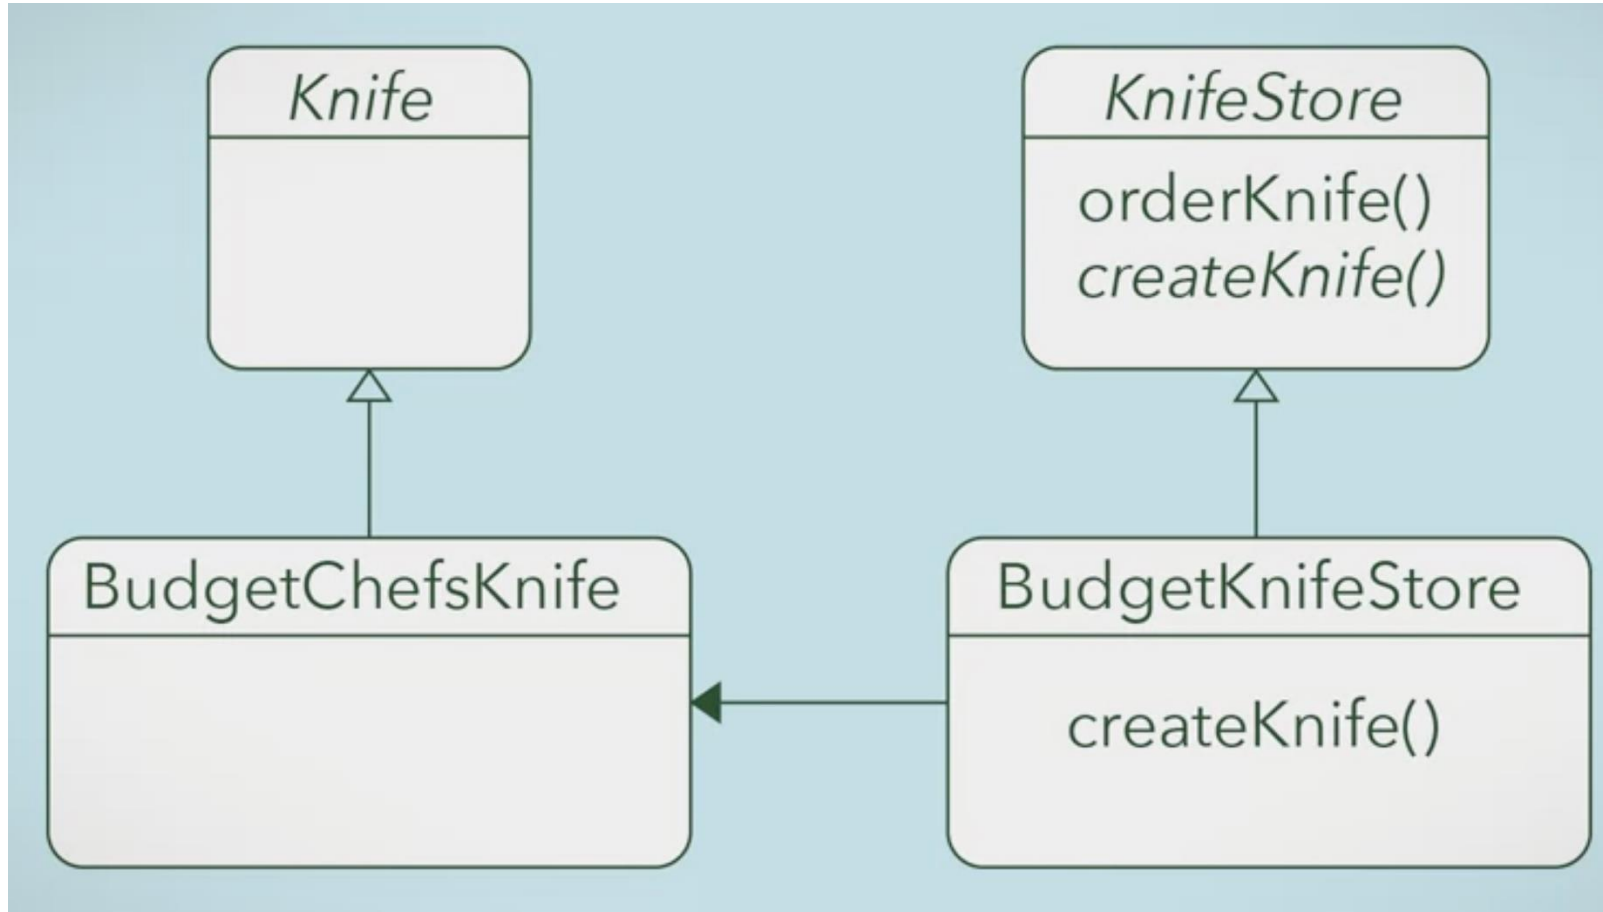 Knife
KnifeStore
orderKnife()
createKnife()
BudgetChefsKnife
BudgetKnifeStore
createKnife()